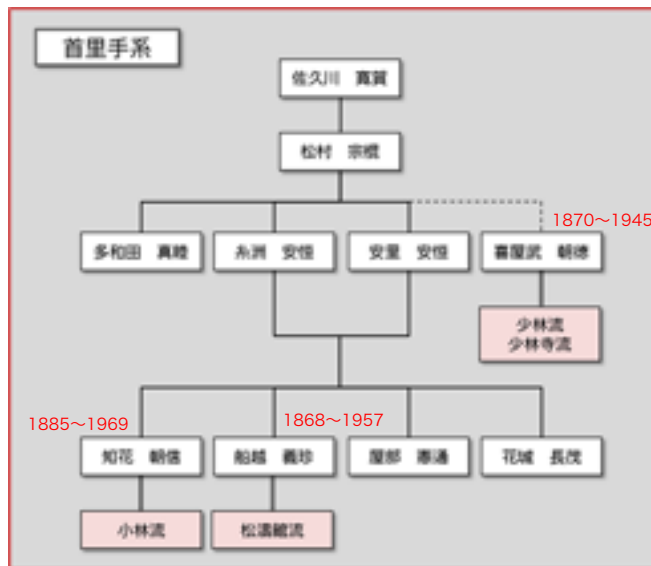 首里手系
佐久川 寛賀
松村 宗棍
1870〜1945
多和田 真睦
糸洲 安恒
安里 安恒
喜屋武 朝徳
少林流
少林寺流
1885〜1969
1868〜1957
知花 朝信
船越 義珍
屋部 憲通
花城 長茂
小林流
松濤館流